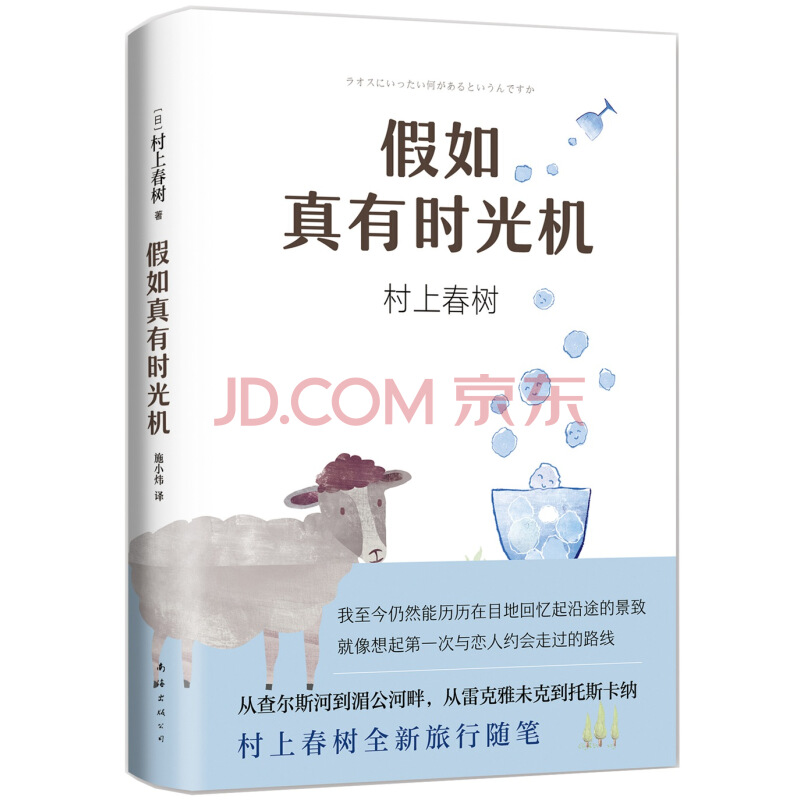 [日]村上春树 著
假如真有时光机
施小炜 译
南海出版公司
ラオスにいったい何があるというんですか
假如
真有时光机
村上春树
JD.COM 京东
我至今仍然能历历在目地回忆起沿途的景致
就像想起第一次与恋人约会走过的路线
从查尔斯河到湄公河畔，从雷克雅未克到托斯卡纳
村上春树全新旅行随笔